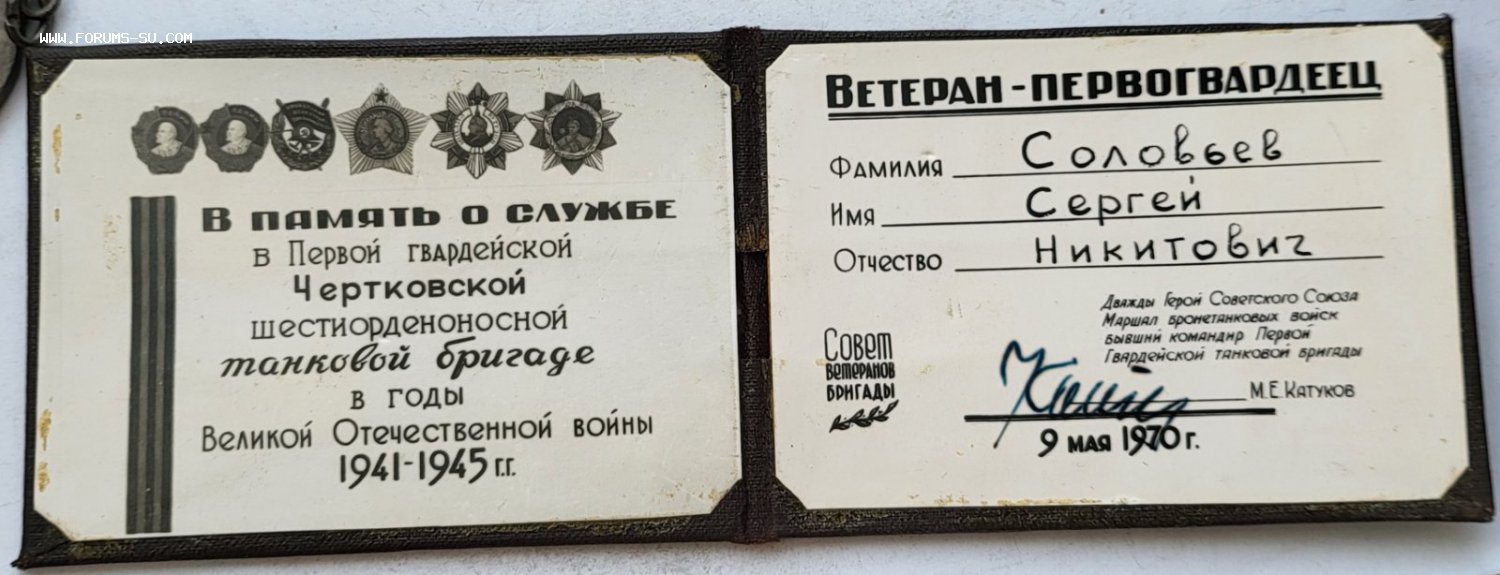 WWW.FORUMS-SU.COM
В ПАМЯТЬ О СЛУЖБЕ
в Первой гвардейской
Чертковской
шестиорденоносной
танковой бригаде
в годы
Великой Отечественной войны
1941-1945 г.г.
ВЕТЕРАН-ПЕРВОГВАРДЕЕЦ
Фамилия Соловьев
Имя Сергей
Отчество Никитович
Дважды Герой Советского Союза
Маршал бронетанковых войск
бывший командир Первой
Гвардейской танковой бригады
Совет
ветеранов
бригады
М.Е.Катуков
9 мая 1970 г.